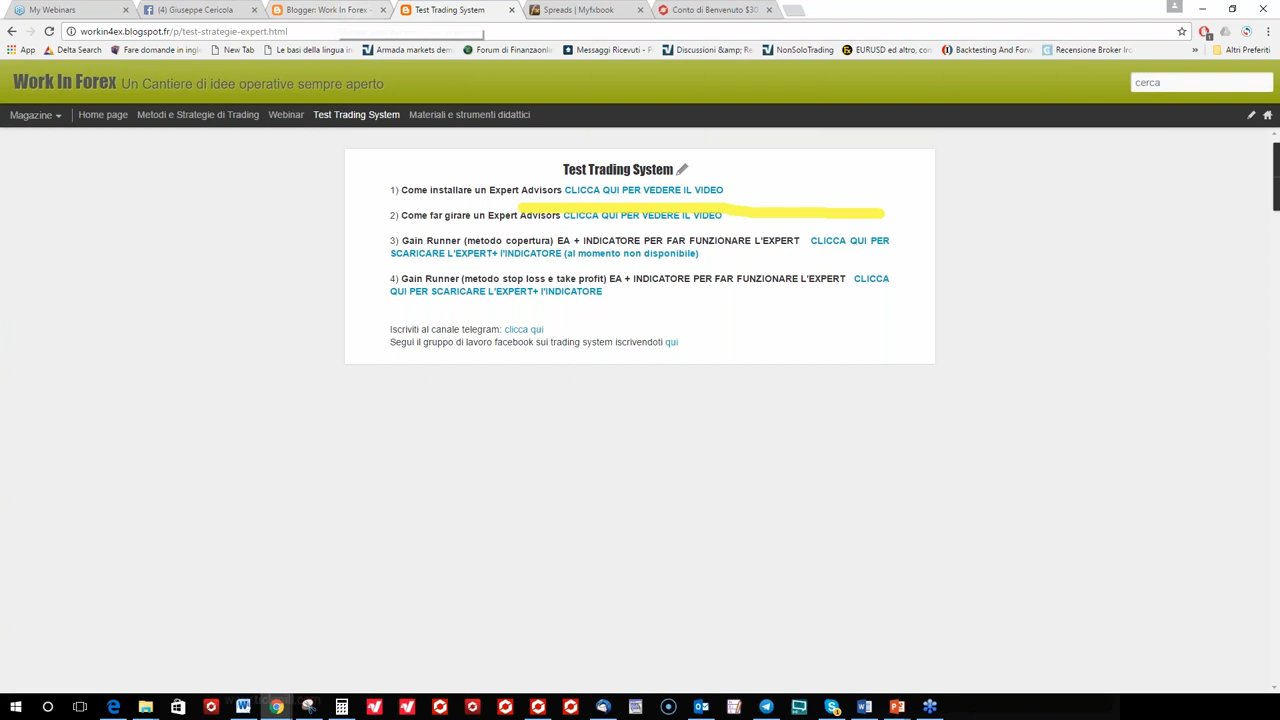 My Webinars
(4) Giuseppe Cericola
Blogger: Work In Forex -
Test Trading System
Spreads | Myfxbook
Conto di Benvenuto $30
workin4ex.blogspot.fr/p/test-strategie-expert.html
App
Delta Search
Fare domande in ingl
New Tab
Le basi della lingua in
Armada markets dem
Forum di Finanzaonlin
Messaggi Ricevuti - P
Discussioni &amp; Re
NonSoloTrading
EURUSD ed altro, con
Backtesting And Forw
Recensione Broker Ins
Altri Preferiti
Work In Forex Un Cantiere di idee operative sempre aperto
cerca
Magazine
Home page
Metodi e Strategie di Trading
Webinar
Test Trading System
Materiali e strumenti didattici
Test Trading System
1) Come installare un Expert Advisors CLICCA QUI PER VEDERE IL VIDEO
2) Come far girare un Expert Advisors CLICCA QUI PER VEDERE IL VIDEO
3) Gain Runner (metodo copertura) EA + INDICATORE PER FAR FUNZIONARE L'EXPERT CLICCA QUI PER
SCARICARE L'EXPERT+ l'INDICATORE (al momento non disponibile)
4) Gain Runner (metodo stop loss e take profit) EA + INDICATORE PER FAR FUNZIONARE L'EXPERT CLICCA
QUI PER SCARICARE L'EXPERT+ l'INDICATORE
Iscriviti al canale telegram: clicca qui
Segui il gruppo di lavoro facebook sui trading system iscrivendoti qui